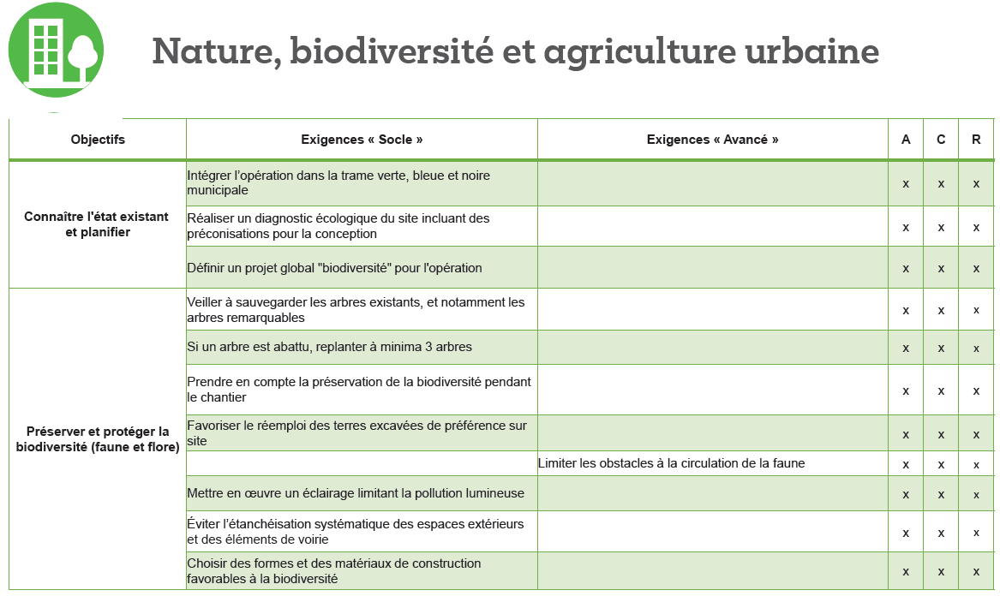 Nature, biodiversité et agriculture urbaine
Objectifs Exigences « Socle » Exigences « Avancé » A C R
Connaître l'état existant
et planifier
Intégrer l’opération dans la trame verte, bleue et noire
municipale
x x x
Réaliser un diagnostic écologique du site incluant des
préconisations pour la conception
x x x
Définir un projet global "biodiversité" pour l'opération x x x
Préserver et protéger la
biodiversité (faune et flore)
Veiller à sauvegarder les arbres existants, et notamment les
arbres remarquables
x x x
Si un arbre est abattu, replanter à minima 3 arbres x x x
Prendre en compte la préservation de la biodiversité pendant
le chantier
x x x
Favoriser le réemploi des terres excavées de préférence sur
site
x x x
Limiter les obstacles à la circulation de la faune x x x
Mettre en œuvre un éclairage limitant la pollution lumineuse x x x
Éviter l’étanchéisation systématique des espaces extérieurs
et des éléments de voirie
x x x
Choisir des formes et des matériaux de construction
favorables à la biodiversité
x x x